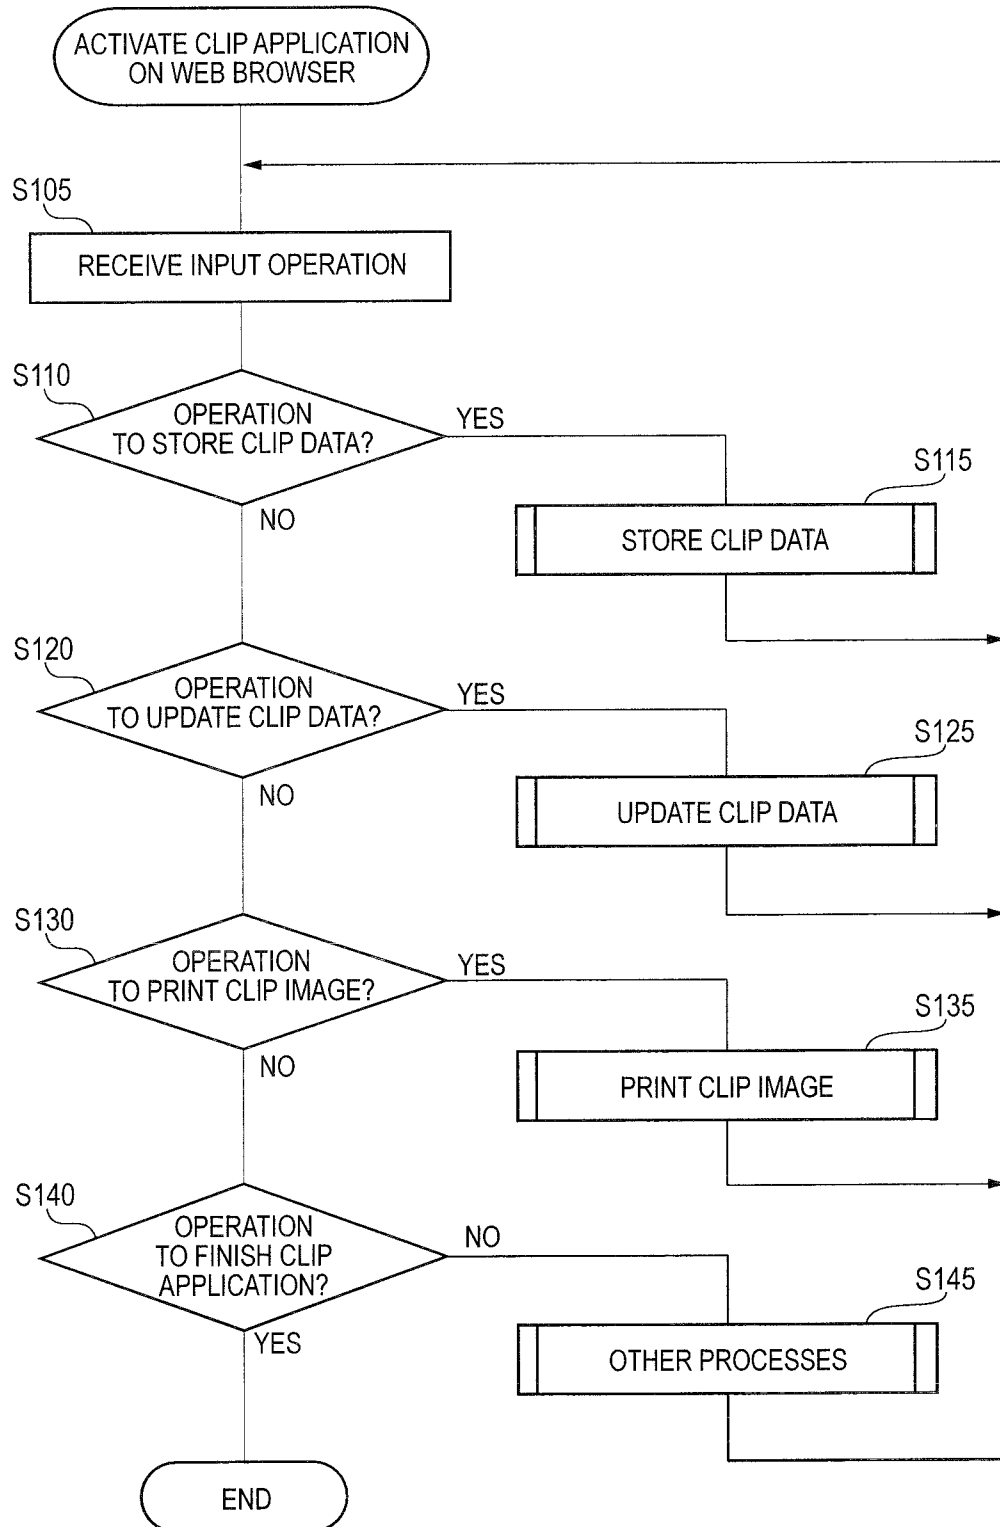 ACTIVATE CLIP APPLICATION
ON WEB BROWSER
S105
RECEIVE INPUT OPERATION
S110
OPERATION
TO STORE CLIP DATA?
YES
NO
S115
STORE CLIP DATA
S120
OPERATION
TO UPDATE CLIP DATA?
YES
NO
S125
UPDATE CLIP DATA
S130
OPERATION
TO PRINT CLIP IMAGE?
YES
NO
S135
PRINT CLIP IMAGE
S140
OPERATION
TO FINISH CLIP
APPLICATION?
NO
YES
S145
OTHER PROCESSES
END